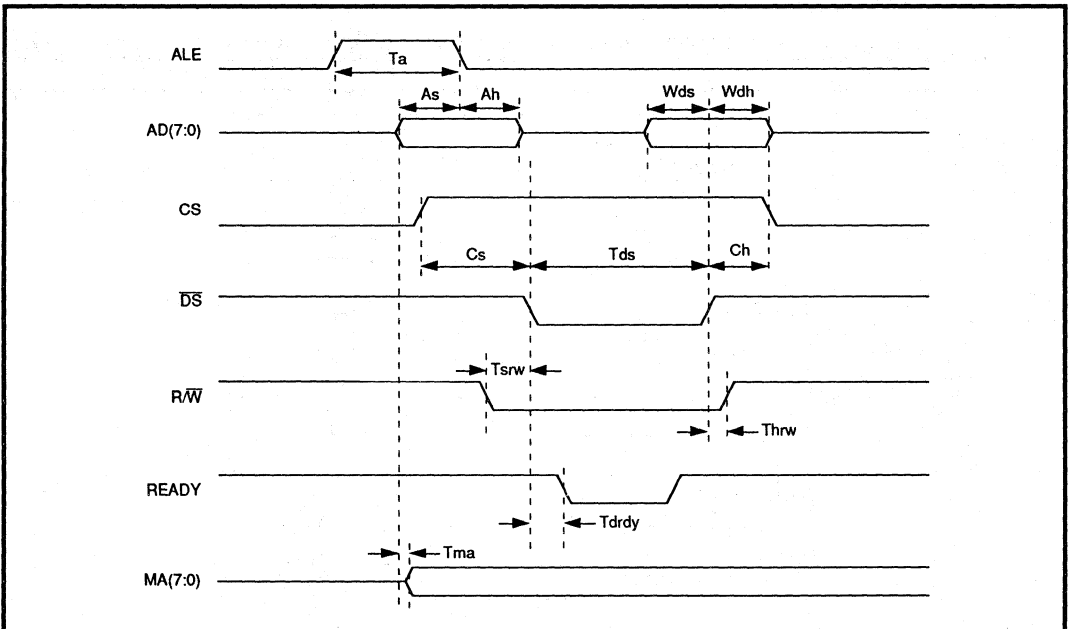 ALE
Ta
As Ah Wds Wdh
AD(7:0)
CS
Cs Tds Ch
D̅S̅
Tsrw
R/W̅
Thrw
READY
Tdrdy
Tma
MA(7:0)